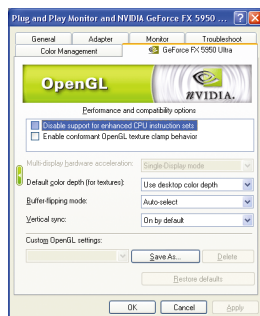 Plug and Play Monitor and NVIDIA GeForce FX 5950 ... ? X
General Adapter Monitor Troubleshoot
Color Management GeForce FX 5950 Ultra
OpenGL NVIDIA.
Performance and compatibility options
Disable support for enhanced CPU instruction sets
Enable conformant OpenGL texture clamp behavior
Multi-display hardware acceleration: Single-Display mode
Default color depth (for textures): Use desktop color depth
Buffer-flipping mode: Auto-select
Vertical sync: On by default
Custom OpenGL settings:
Save As... Delete
Restore defaults
OK Cancel Apply